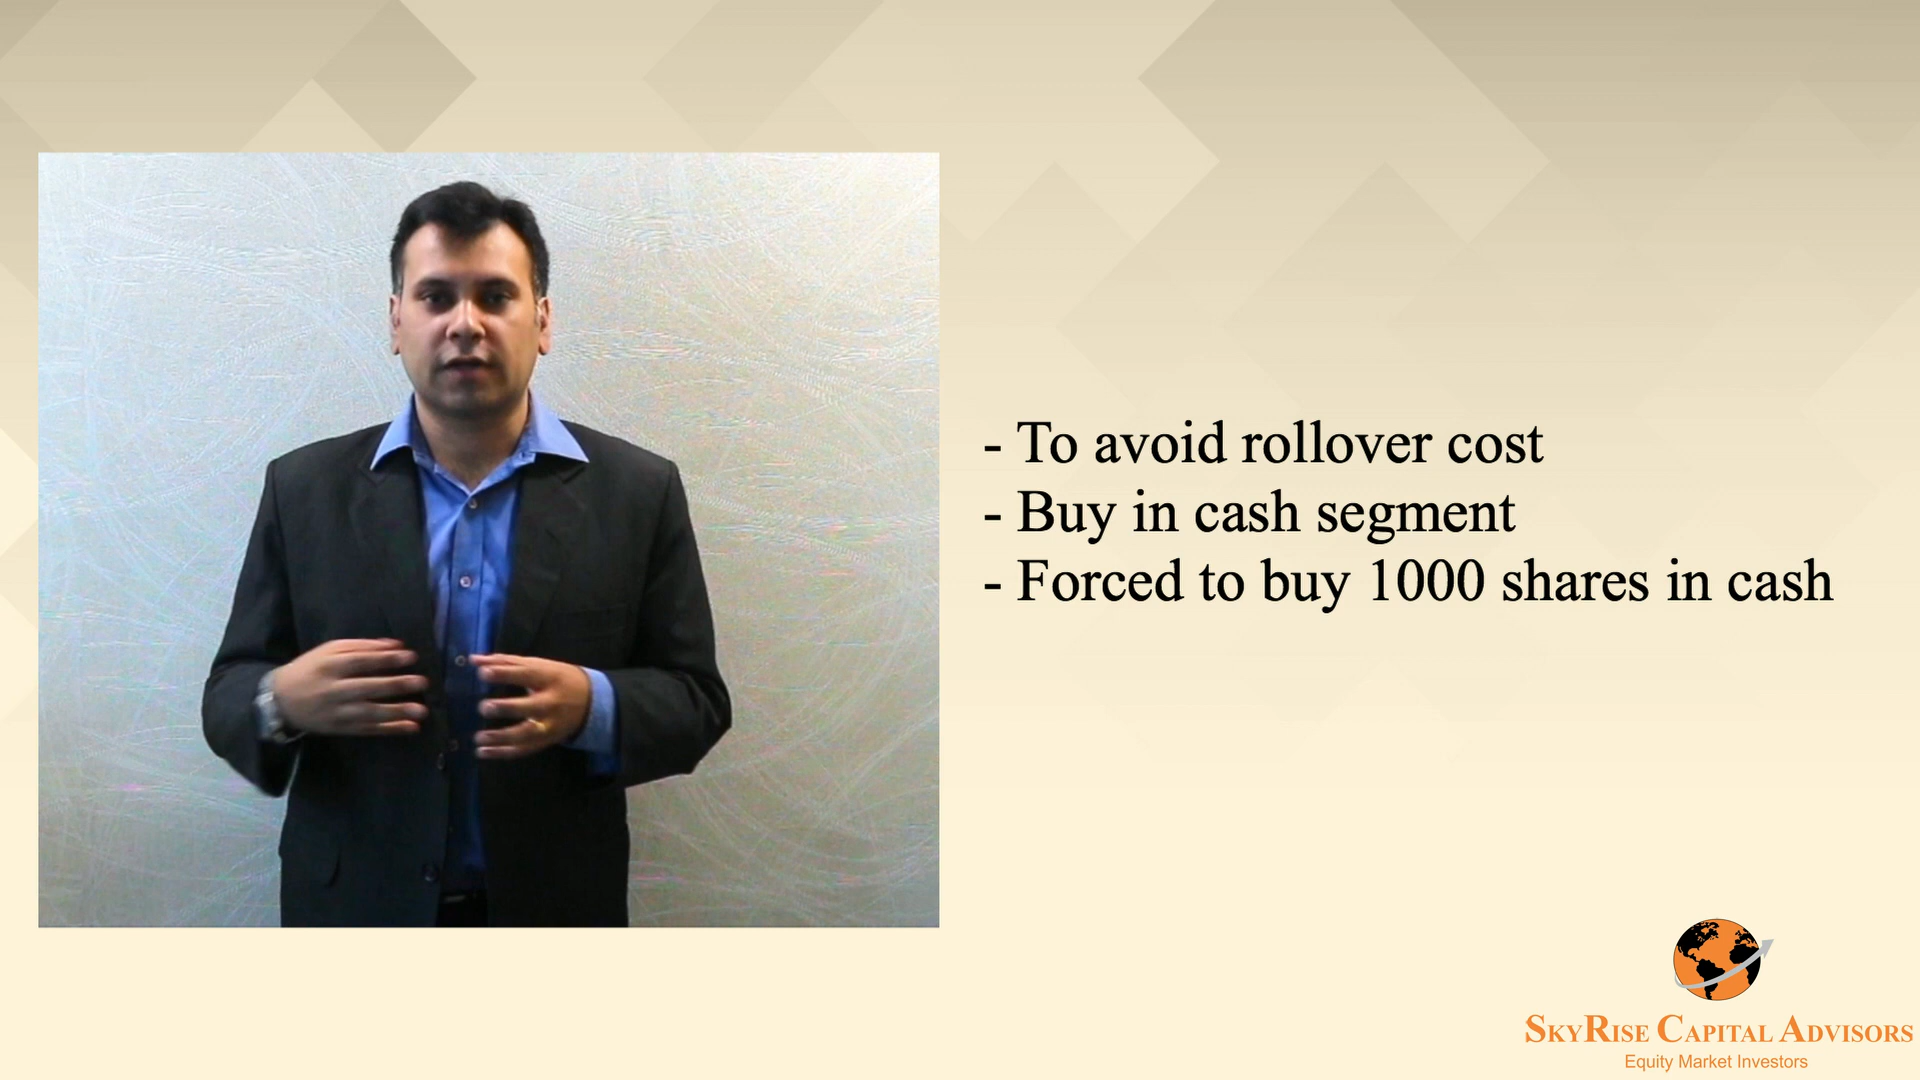 - To avoid rollover cost
- Buy in cash segment
- Forced to buy 1000 shares in cash
SkyRise Capital Advisors
Equity Market Investors